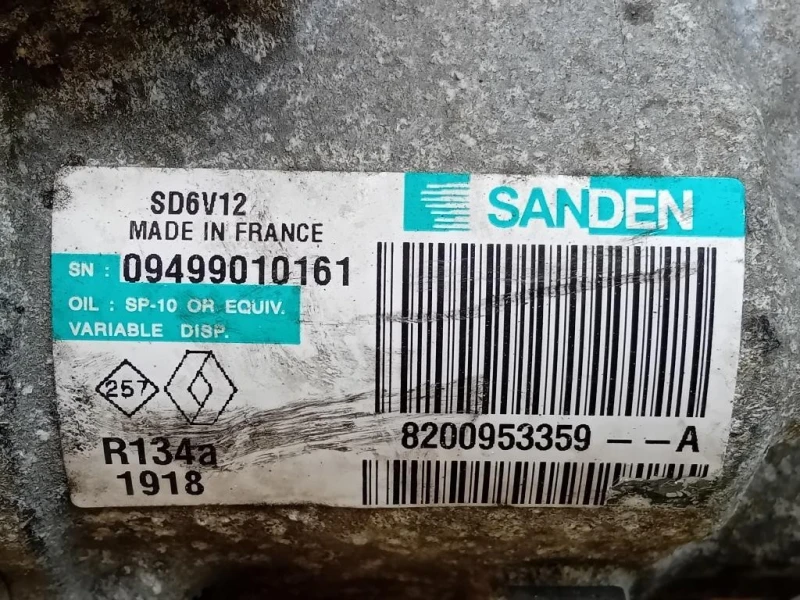 SD6V12
MADE IN FRANCE
SANDEN
SN : 09499010161
OIL : SP-10 OR EQUIV.
VARIABLE DISP.
257
R134a
1918
8200953359 -- A